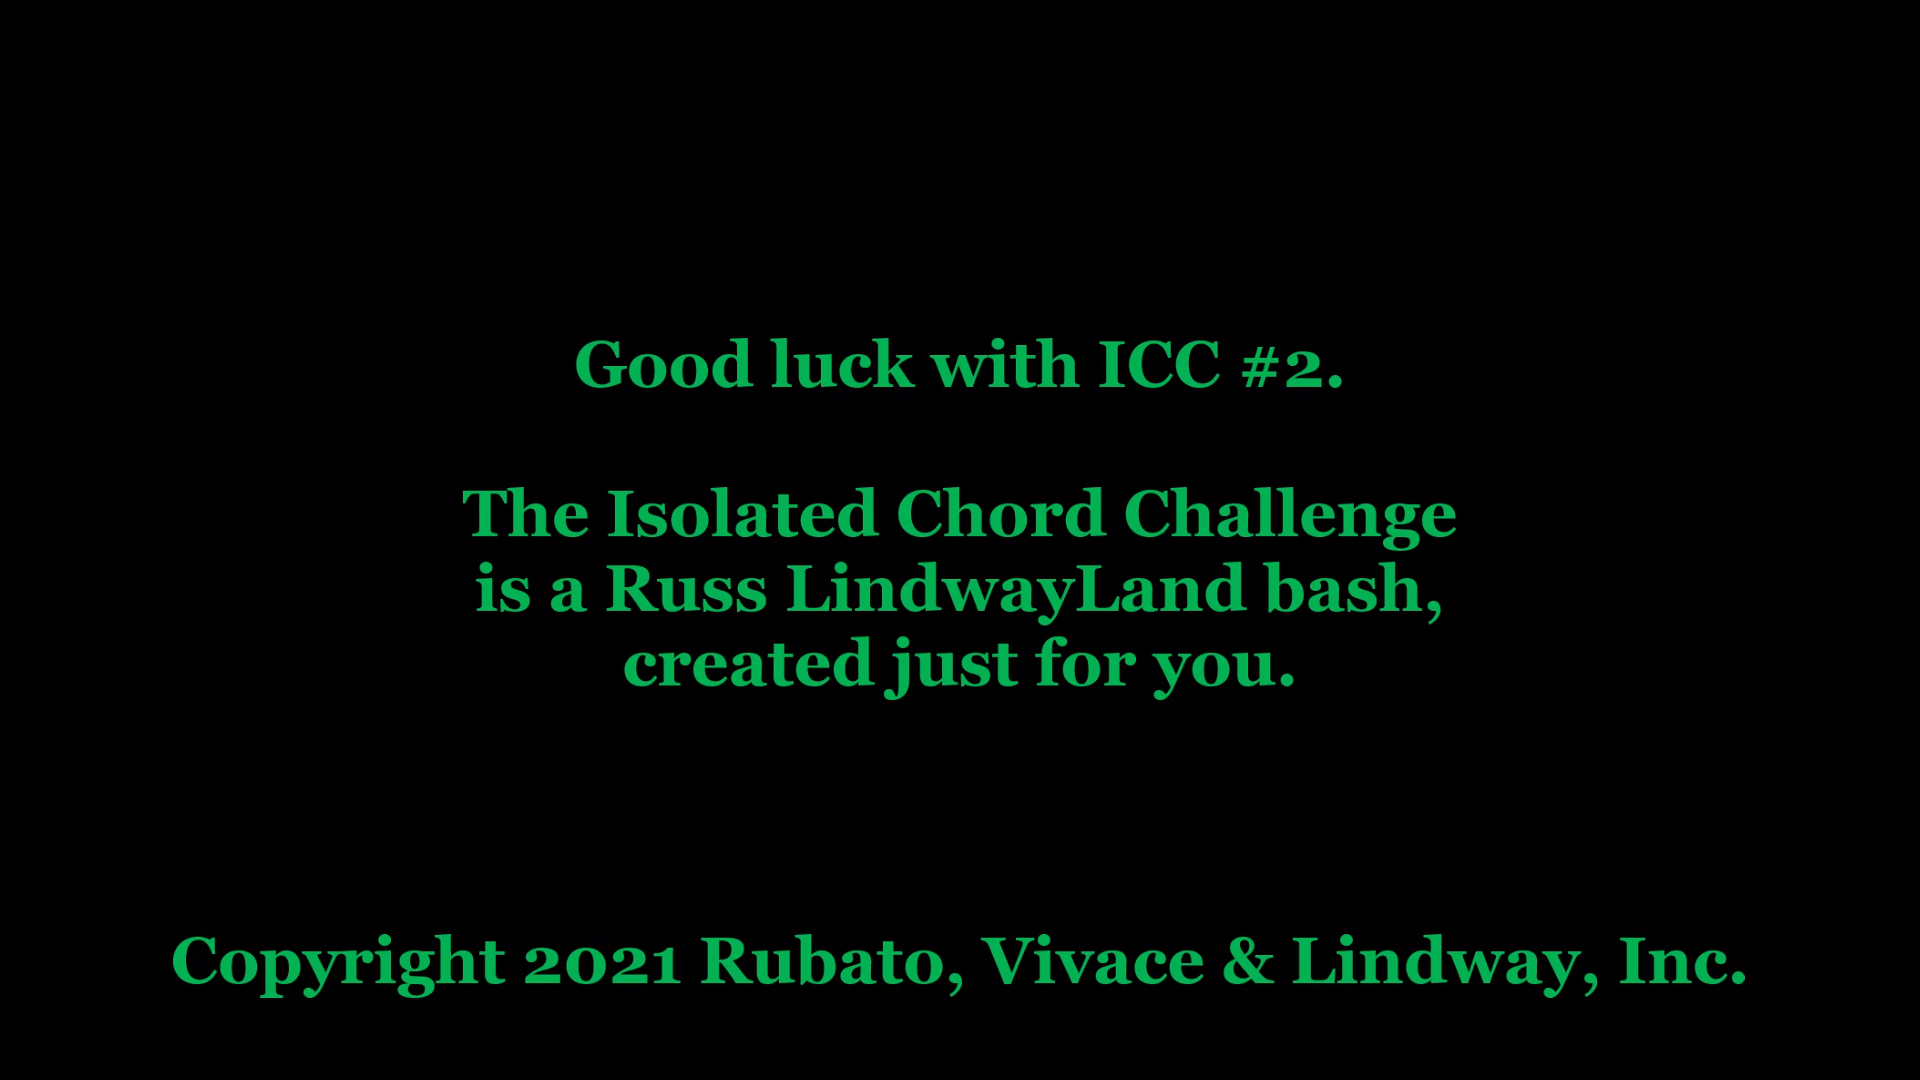 Good luck with ICC #2.
The Isolated Chord Challenge
is a Russ LindwayLand bash,
created just for you.
Copyright 2021 Rubato, Vivace & Lindway, Inc.